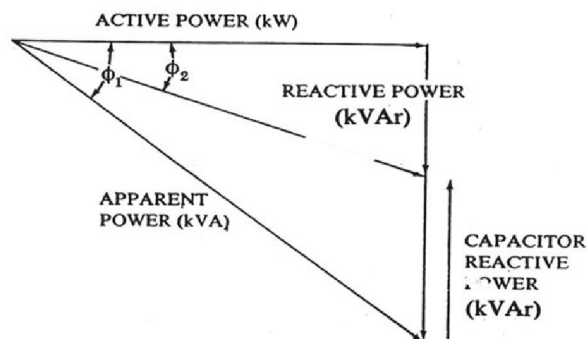 ACTIVE POWER (kW)
Φ1
Φ2
REACTIVE POWER
(kVAr)
APPARENT
POWER (kVA)
CAPACITOR
REACTIVE
(kVAr)